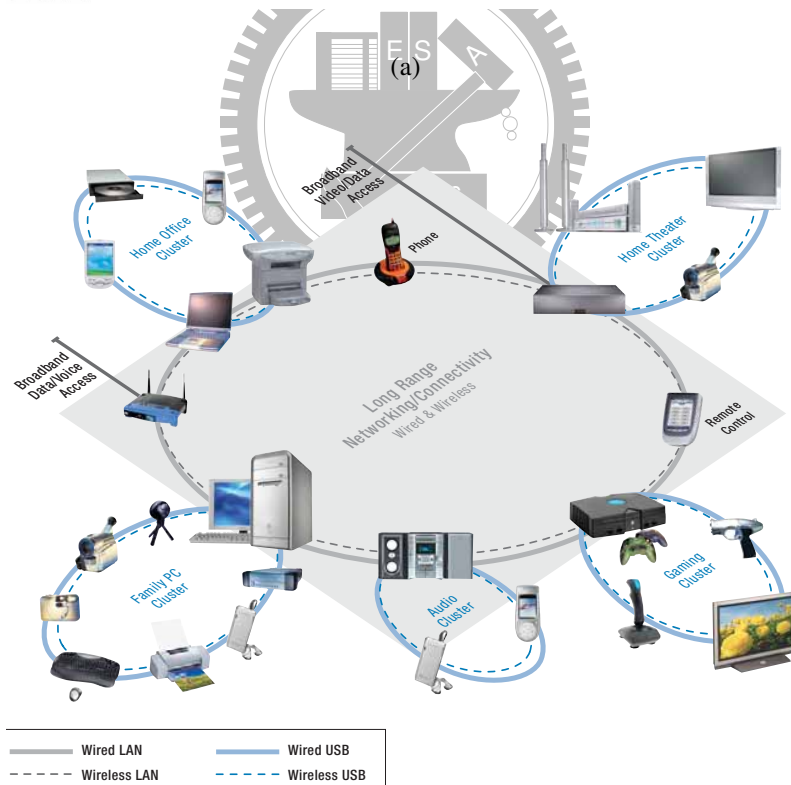 E S A
(a)
Broadband
Video/Data
Access
Phone
Home Office
Cluster
Home Theater
Cluster
Broadband
Data/Voice
Access
Long Range
Networking/Connectivity
Wired & Wireless
Remote
Control
Family PC
Cluster
Audio
Cluster
Gaming
Cluster
Wired LAN
Wired USB
Wireless LAN
Wireless USB